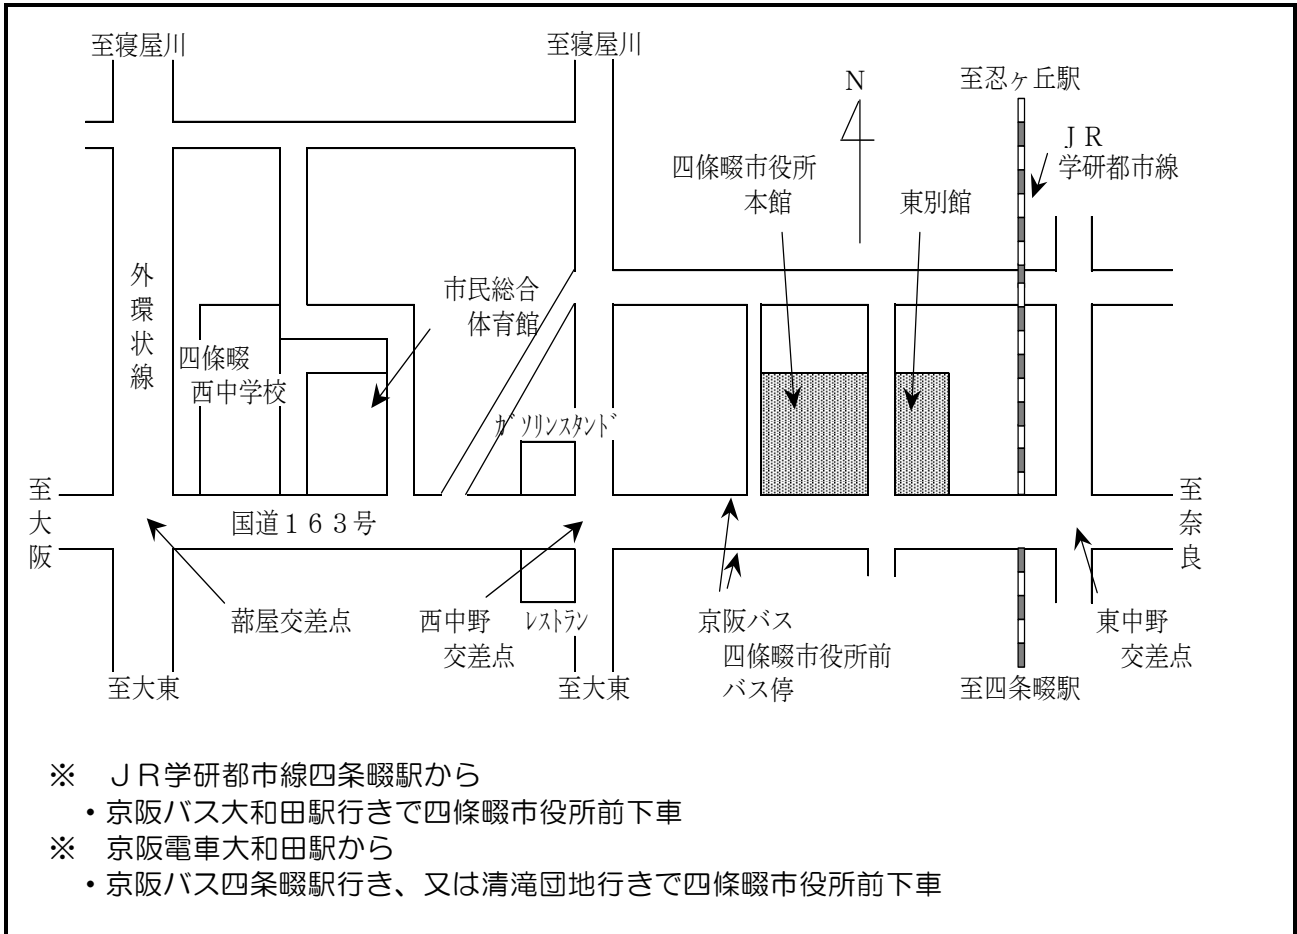 至寝屋川
至寝屋川
N
至忍ヶ丘駅
ＪＲ
学研都市線
四條畷市役所
本館
東別館
外環状線
市民総合
体育館
四條畷
西中学校
ｶﾞｿﾘﾝｽﾀﾝﾄﾞ
至大阪
国道１６３号
至奈良
蔀屋交差点
西中野
交差点
ﾚｽﾄﾗﾝ
京阪バス
四條畷市役所前
バス停
東中野
交差点
至大東
至大東
至四条畷駅
※　ＪＲ学研都市線四条畷駅から
・京阪バス大和田駅行きで四條畷市役所前下車
※　京阪電車大和田駅から
・京阪バス四条畷駅行き、又は清滝団地行きで四條畷市役所前下車